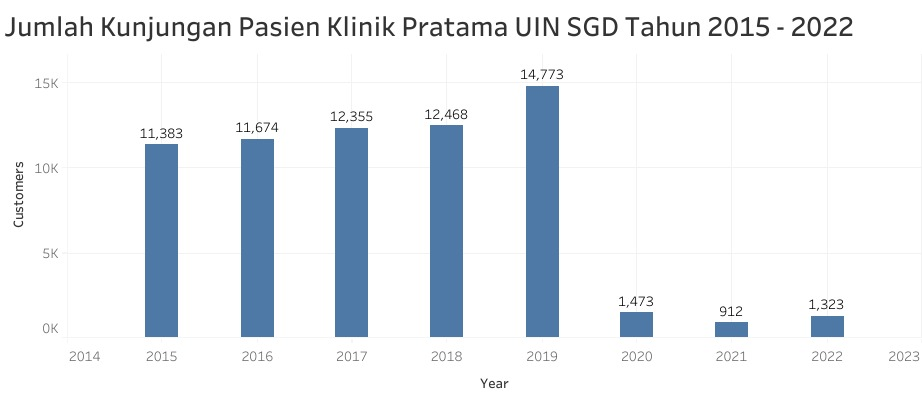 Jumlah Kunjungan Pasien Klinik Pratama UIN SGD Tahun 2015 - 2022
15K
10K
5K
0K
Customers
11,383
11,674
12,355
12,468
14,773
1,473
912
1,323
2014 2015 2016 2017 2018 2019 2020 2021 2022 2023
Year